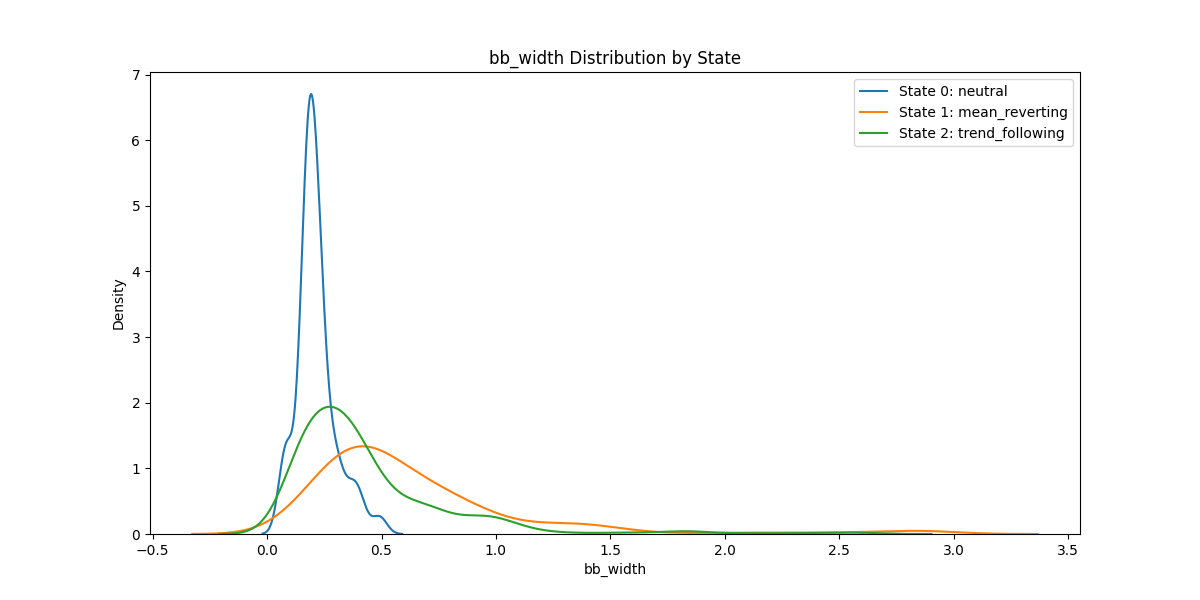 bb_width Distribution by State
State 0: neutral
State 1: mean_reverting
State 2: trend_following
Density
7
6
5
4
3
2
1
0
−0.5 0.0 0.5 1.0 1.5 2.0 2.5 3.0 3.5
bb_width